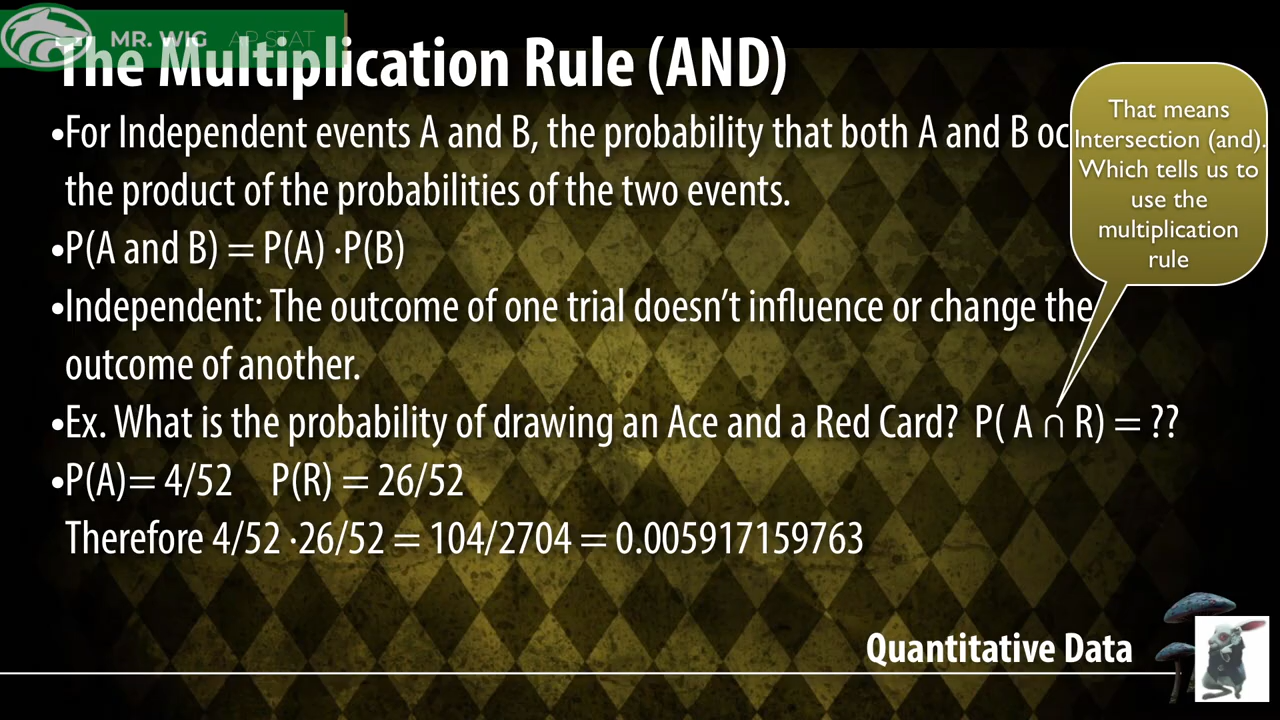 MR. WIG AP STAT
The Multiplication Rule (AND)
•For Independent events A and B, the probability that both A and B oc
the product of the probabilities of the two events.
•P(A and B) = P(A) ·P(B)
•Independent: The outcome of one trial doesn’t influence or change the
outcome of another.
•Ex. What is the probability of drawing an Ace and a Red Card? P( A ∩ R) = ??
•P(A)= 4/52 P(R) = 26/52
Therefore 4/52 ·26/52 = 104/2704 = 0.005917159763
That means
Intersection (and).
Which tells us to
use the
multiplication
rule
Quantitative Data